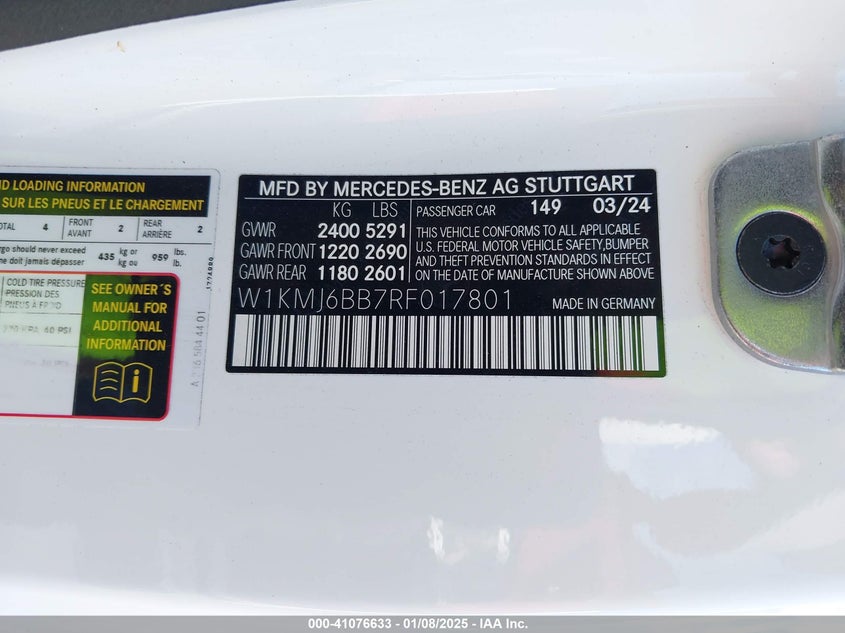 ND LOADING INFORMATION
SUR LES PNEUS ET LE CHARGEMENT
OTAL 4 FRONT AVANT 2 REAR ARRIÈRE 2
rgo should never exceed 435 kg or 959 lbs.
ne doit jamais dépasser kg ou lb.
COLD TIRE PRESSURE
PRESSION DES
PNEUS À FROID
60 PSI
SEE OWNER´S
MANUAL FOR
ADDITIONAL
INFORMATION
i
MFD BY MERCEDES-BENZ AG STUTTGART
KG LBS PASSENGER CAR 149 03/24
GVWR 2400 5291
GAWR FRONT 1220 2690
GAWR REAR 1180 2601
THIS VEHICLE CONFORMS TO ALL APPLICABLE
U.S. FEDERAL MOTOR VEHICLE SAFETY,BUMPER
AND THEFT PREVENTION STANDARDS IN EFFECT
ON THE DATE OF MANUFACTURE SHOWN ABOVE
W1KMJ6BB7RF017801 MADE IN GERMANY
000-41076633 - 01/08/2025 - IAA Inc.